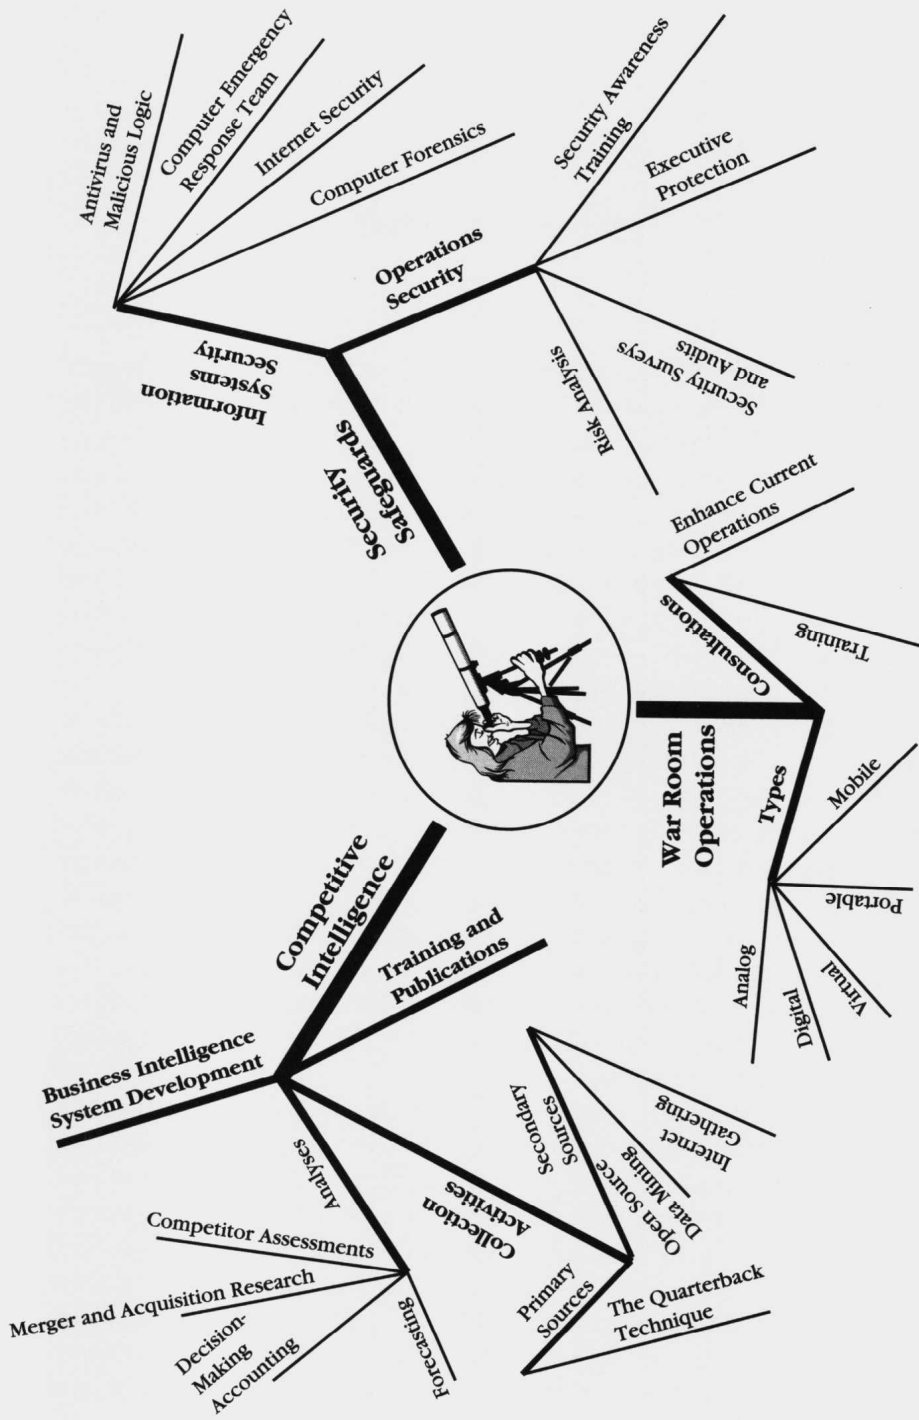 Antivirus and
Malicious Logic
Computer Emergency
Response Team
Internet Security
Computer Forensics
Information
Systems
Security
Operations
Security
Security Awareness
Training
Executive
Protection
Security Surveys
and Audits
Risk Analysis
Security
Safeguards
Enhance Current
Operations
Training
Consultations
War Room
Operations
Types
Mobile
Portable
Virtual
Digital
Analog
Competitive
Intelligence
Training and
Publications
Business Intelligence
System Development
Analyses
Competitor Assessments
Merger and Acquisition Research
Decision-
Making
Accounting
Forecasting
Collection
Activities
Secondary
Sources
Internet
Gathering
Open Source
Data Mining
Primary
Sources
The Quarterback
Technique